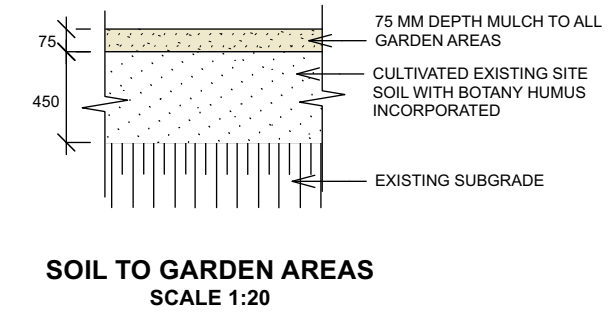 75 MM DEPTH MULCH TO ALL
GARDEN AREAS
75
CULTIVATED EXISTING SITE
SOIL WITH BOTANY HUMUS
INCORPORATED
450
EXISTING SUBGRADE
SOIL TO GARDEN AREAS
SCALE 1:20